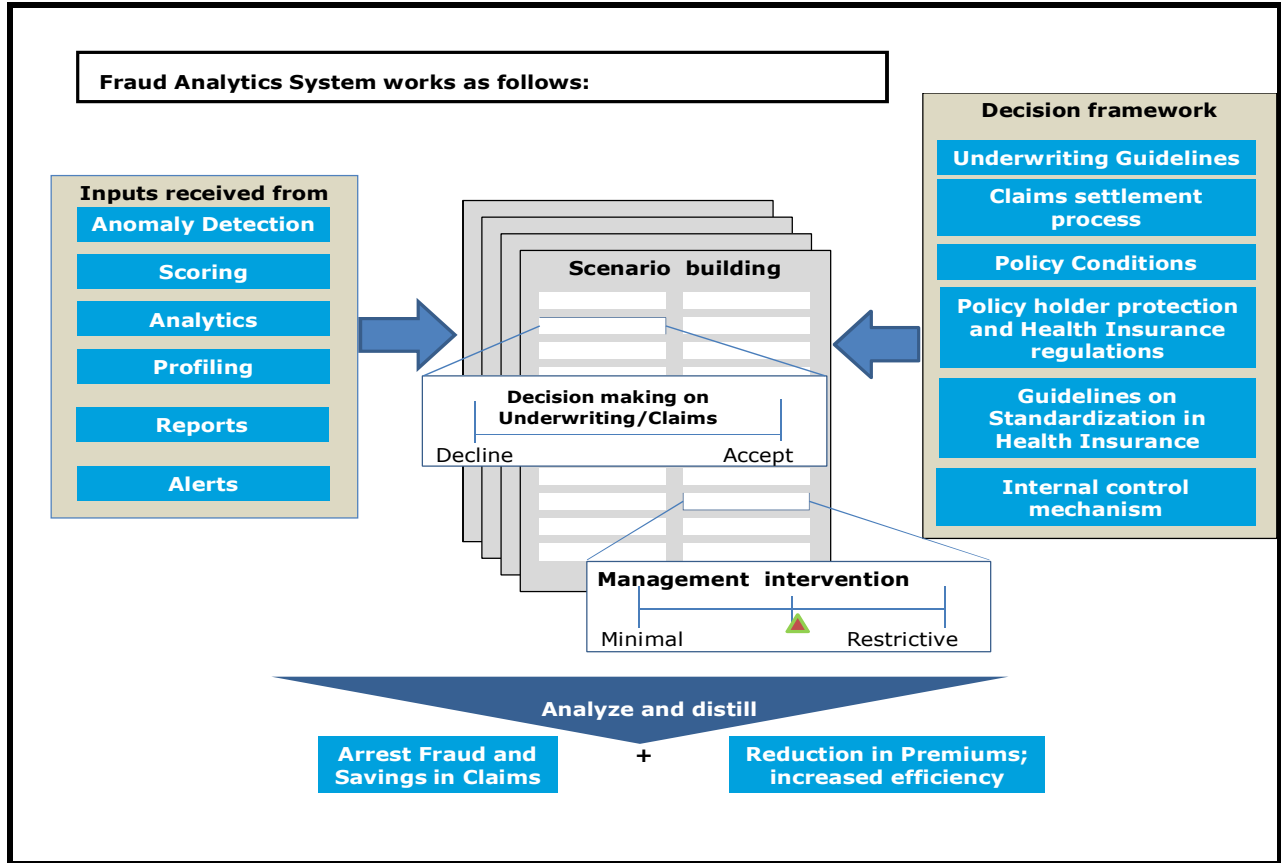 Fraud Analytics System works as follows:
Inputs received from
Anomaly Detection
Scoring
Analytics
Profiling
Reports
Alerts
Scenario building
Decision making on
Underwriting/Claims
Decline Accept
Management intervention
Minimal Restrictive
Decision framework
Underwriting Guidelines
Claims settlement
process
Policy Conditions
Policy holder protection
and Health Insurance
regulations
Guidelines on
Standardization in
Health Insurance
Internal control
mechanism
Analyze and distill
Arrest Fraud and
Savings in Claims
+
Reduction in Premiums;
increased efficiency